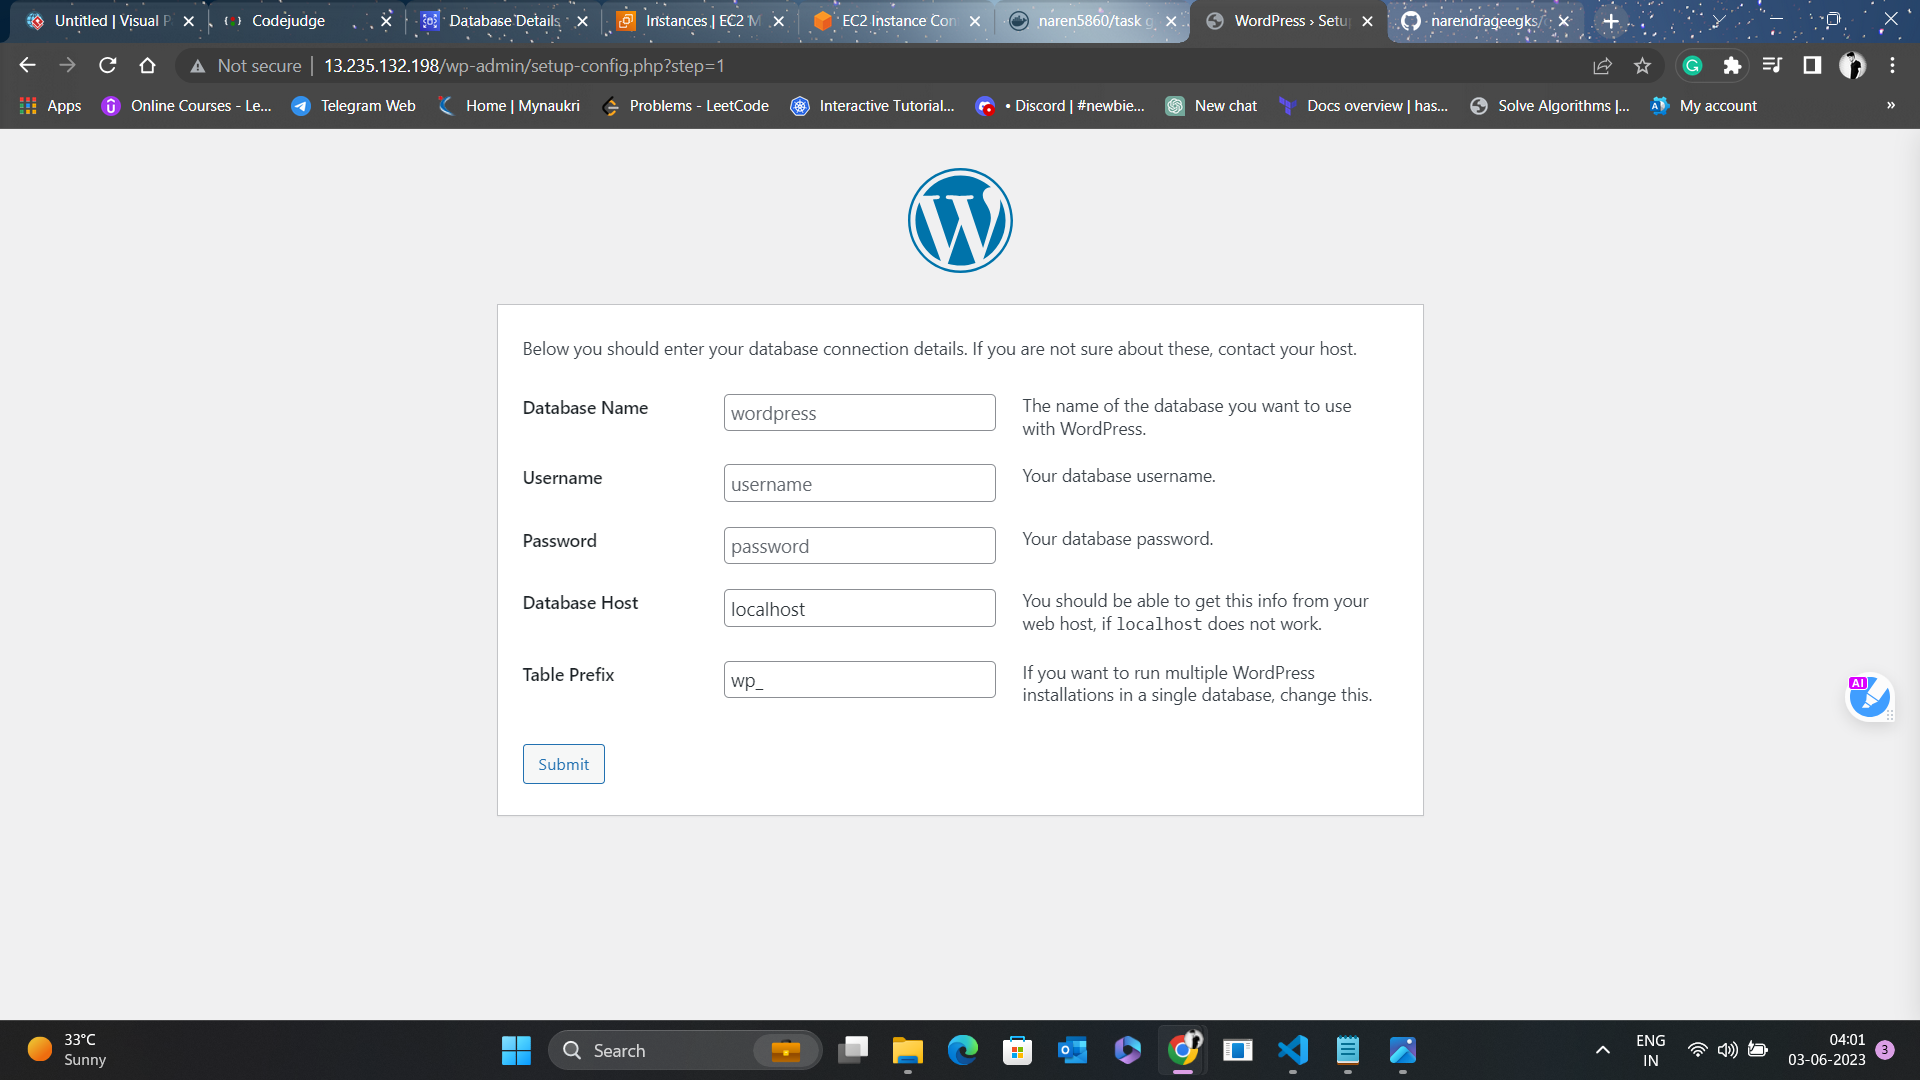 Untitled | Visual P
Codejudge
Database Details
Instances | EC2 M
EC2 Instance Con
naren5860/task g
WordPress › Setu
narendrageegks/
Not secure
13.235.132.198/wp-admin/setup-config.php?step=1
Apps
Online Courses - Le...
Telegram Web
Home | Mynaukri
Problems - LeetCode
Interactive Tutorial...
• Discord | #newbie...
New chat
Docs overview | has...
Solve Algorithms |...
My account
»
Below you should enter your database connection details. If you are not sure about these, contact your host.
Database Name
wordpress
The name of the database you want to use
with WordPress.
Username
username
Your database username.
Password
password
Your database password.
Database Host
localhost
You should be able to get this info from your
web host, if localhost does not work.
Table Prefix
wp_
If you want to run multiple WordPress
installations in a single database, change this.
Submit
AI
33°C
Sunny
Search
ENG
IN
04:01
03-06-2023
3